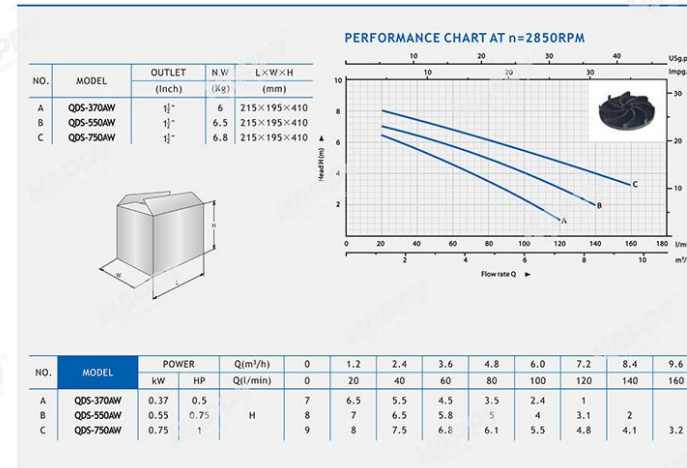 PERFORMANCE CHART AT n=2850RPM
NO. MODEL OUTLET (Inch) N.W (Kg) L×W×H (mm)
A QDS-370AW 6 215×195×410
B QDS-550AW 6.5 215×195×410
C QDS-750AW 6.8 215×195×410
10 20 30 40 USg.p
10 20 30 Impg.
10 8 6 4 2
Head H(m)
30 20 10
A B C
0 20 40 60 80 100 120 140 160 180 l/mi
2 4 6 8 10 m³/
Flow rate Q
H
W
L
HAPPY
NO. MODEL POWER Q(m³/h) 0 1.2 2.4 3.6 4.8 6.0 7.2 8.4 9.6
kW HP Q(l/min) 0 20 40 60 80 100 120 140 160
A QDS-370AW 0.37 0.5 7 6.5 5.5 4.5 3.5 2.4 1
B QDS-550AW 0.55 0.75 H 8 7 6.5 5.8 5 4 3.1 2
C QDS-750AW 0.75 1 9 8 7.5 6.8 6.1 5.5 4.8 4.1 3.2